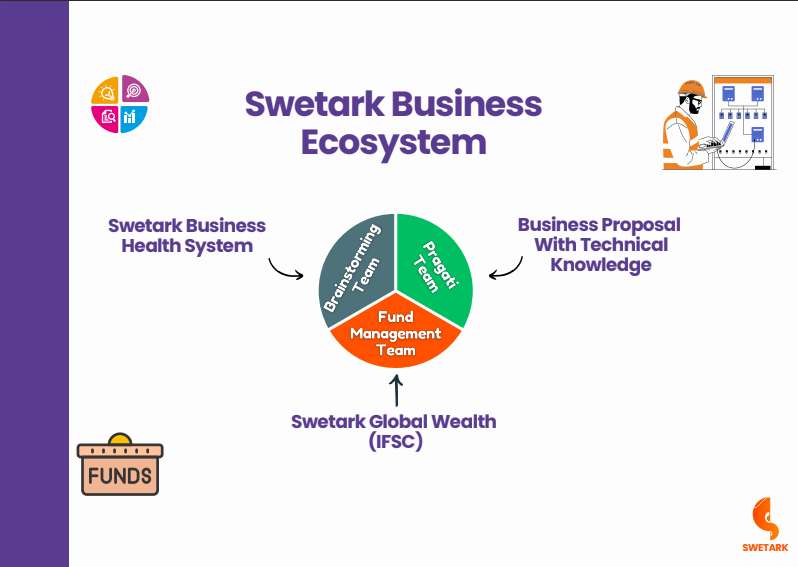 Swetark Business
Ecosystem
Swetark Business
Health System
Business Proposal
With Technical
Knowledge
Brainstorming
Team
Pragati
Team
Fund
Management
Team
Swetark Global Wealth
(IFSC)
FUNDS
SWETARK